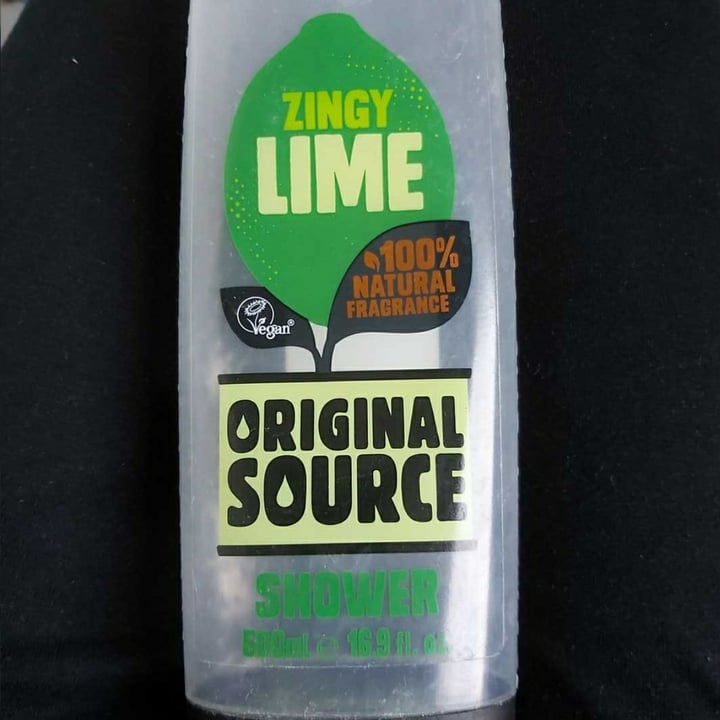 ZINGY
LIME
100%
NATURAL
FRAGRANCE
Vegan®
ORIGINAL
SOURCE
SHOWER
500ml ℮ 16.9 fl. oz.